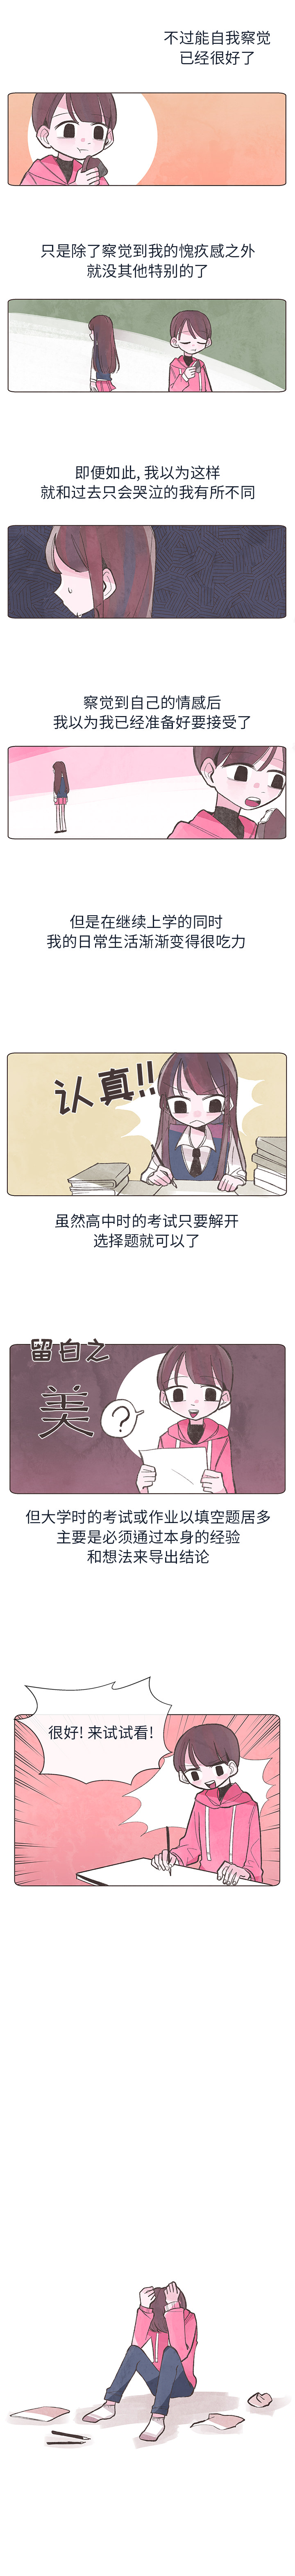 不过能自我察觉
已经很好了
只是除了察觉到我的愧疚感之外
就没其他特别的了
即便如此, 我以为这样
就和过去只会哭泣的我有所不同
察觉到自己的情感后
我以为我已经准备好要接受了
但是在继续上学的同时
我的日常生活渐渐变得很吃力
认真!!
虽然高中时的考试只要解开
选择题就可以了
留白之
美
?
但大学时的考试或作业以填空题居多
主要是必须通过本身的经验
和想法来导出结论
很好! 来试试看!